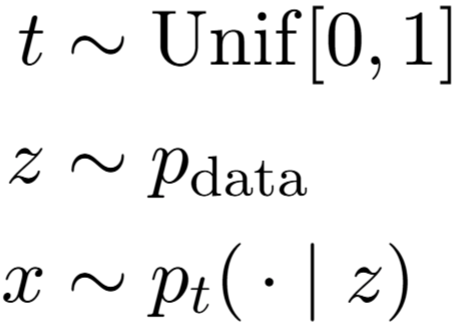 t ∼ Unif[0, 1]
z ∼ p_data
x ∼ p_t( · | z)